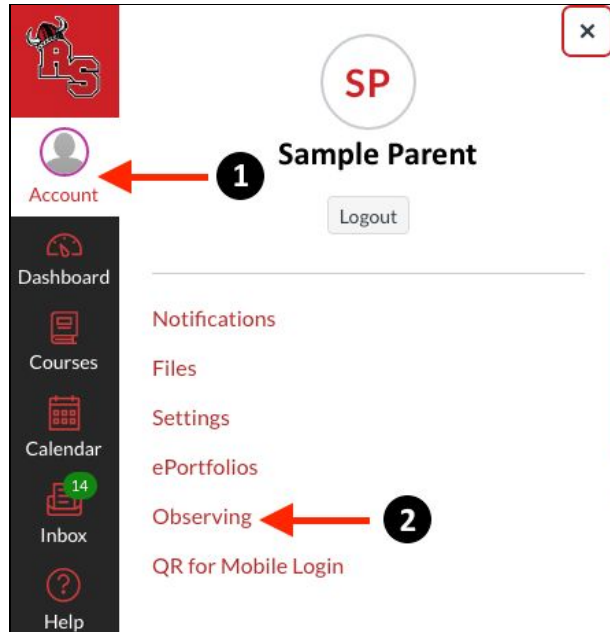 RS
Account
Dashboard
Courses
Calendar
14
Inbox
Help
×
SP
Sample Parent
Logout
Notifications
Files
Settings
ePortfolios
Observing
QR for Mobile Login
1
2